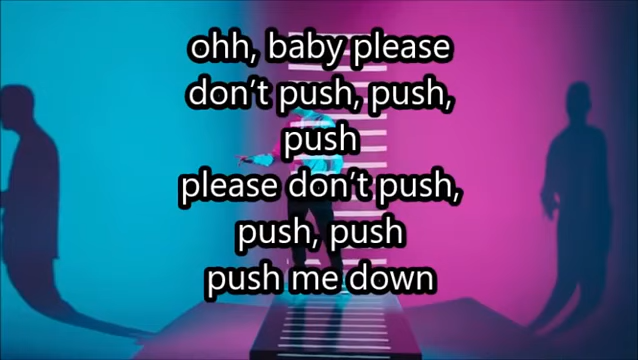 ohh, baby please
don’t push, push,
push
please don’t push,
push, push
push me down